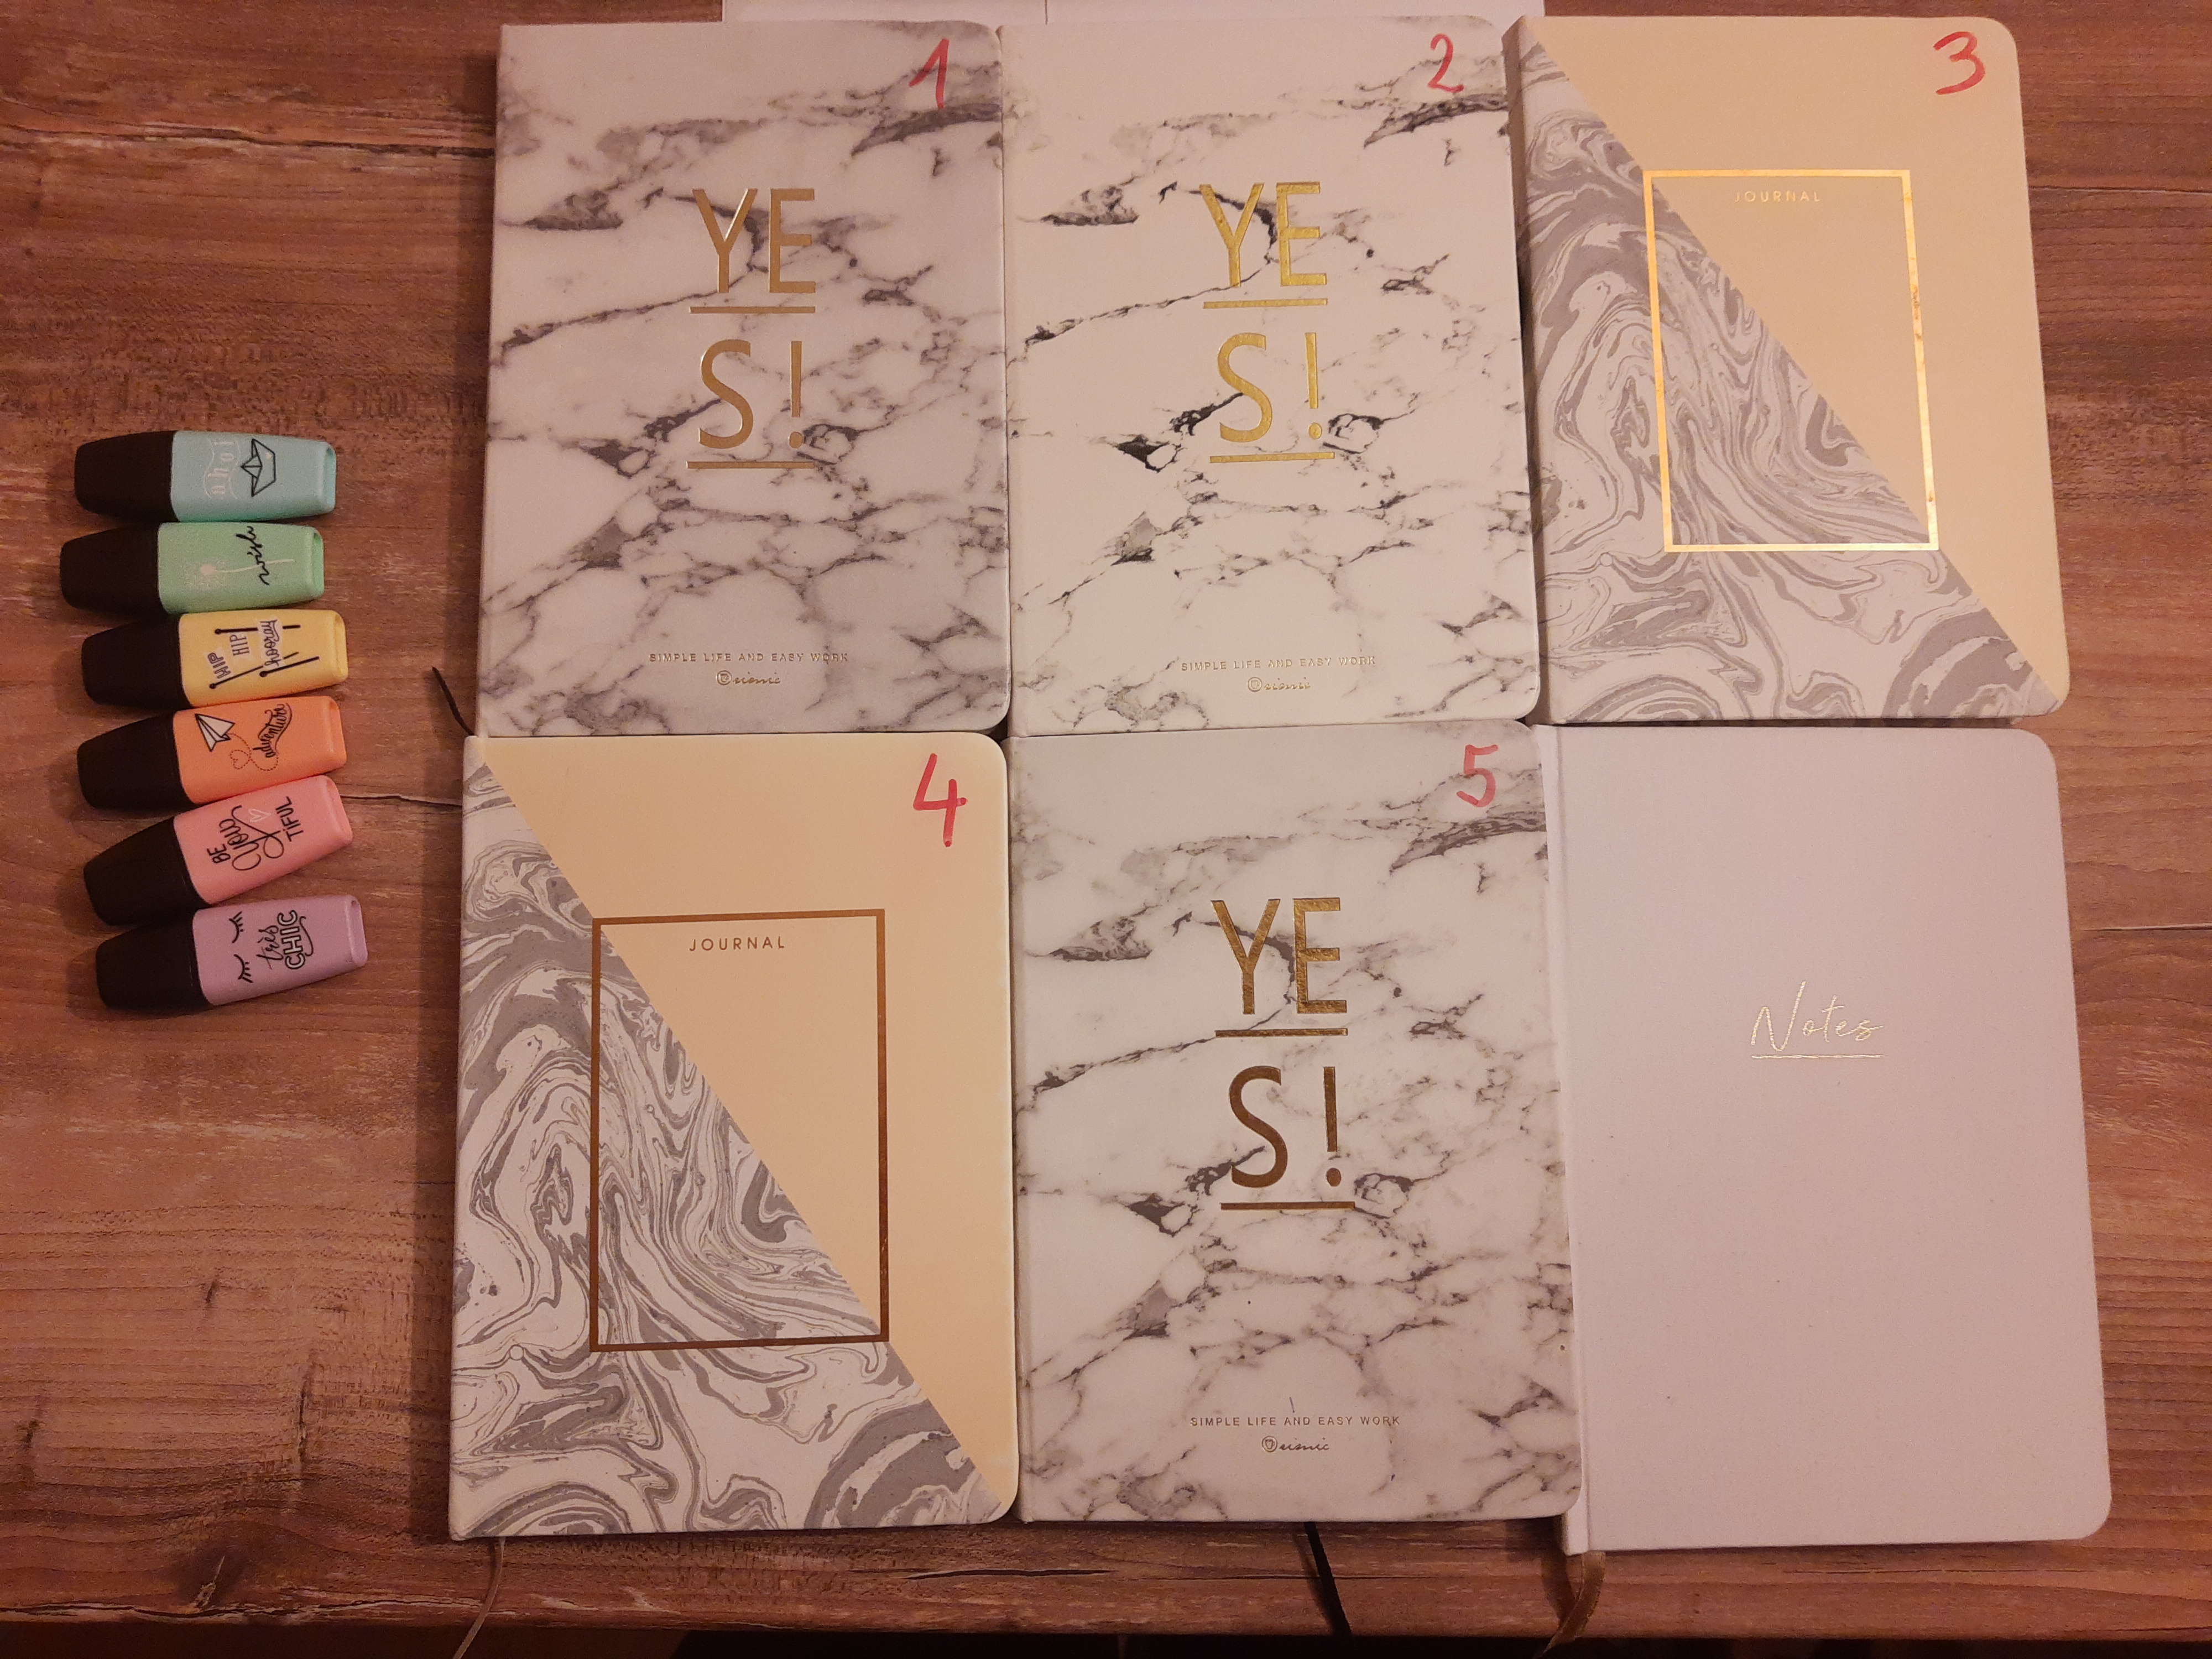 ahoi
wish
HIP
HIP
hooray
adventure
BE
YOU
TIFUL
très
CHIC
1
YE
S!
SIMPLE LIFE AND EASY WORK
2
YE
S!
SIMPLE LIFE AND EASY WORK
3
JOURNAL
4
JOURNAL
5
YE
S!
SIMPLE LIFE AND EASY WORK
Notes